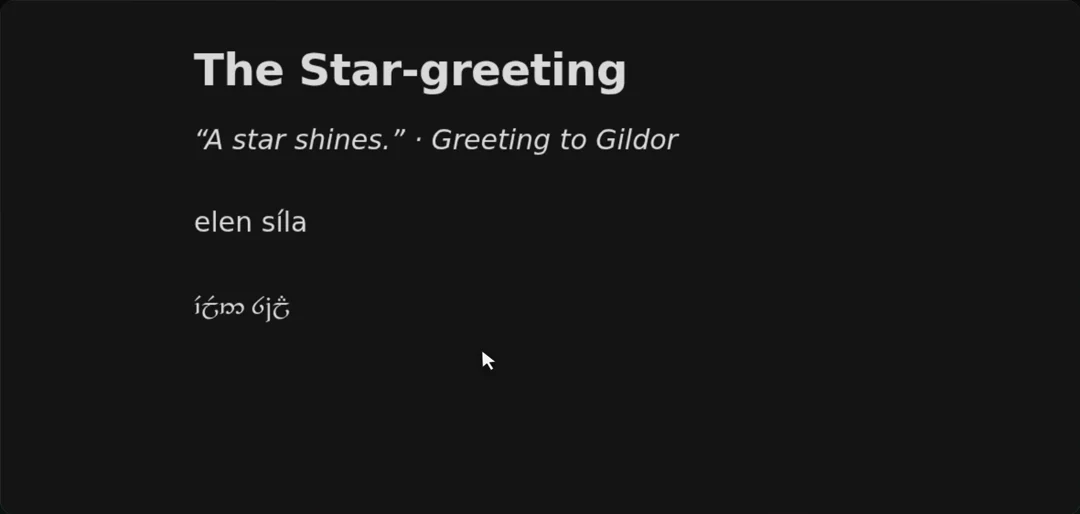 The Star-greeting
“A star shines.” · Greeting to Gildor
elen síla